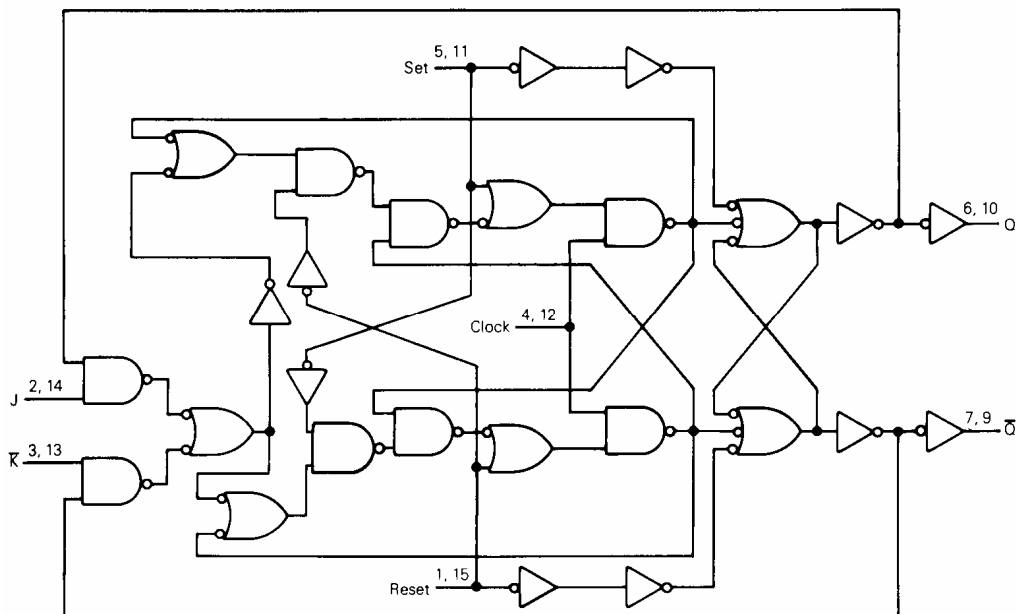 5, 11
Set
6, 10
Q
4, 12
Clock
2, 14
J
3, 13
K̅
7, 9
Q̅
1, 15
Reset